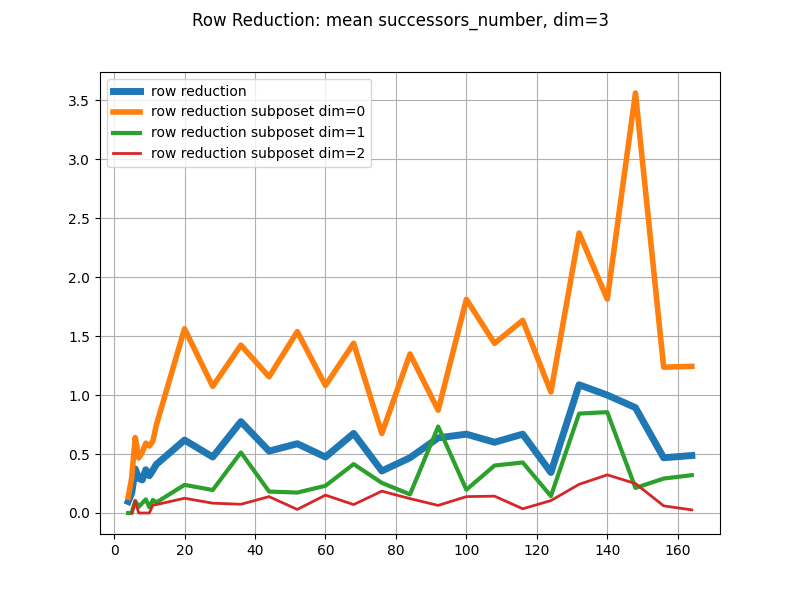 Row Reduction: mean successors_number, dim=3
row reduction
row reduction subposet dim=0
row reduction subposet dim=1
row reduction subposet dim=2
3.5
3.0
2.5
2.0
1.5
1.0
0.5
0.0
0 20 40 60 80 100 120 140 160